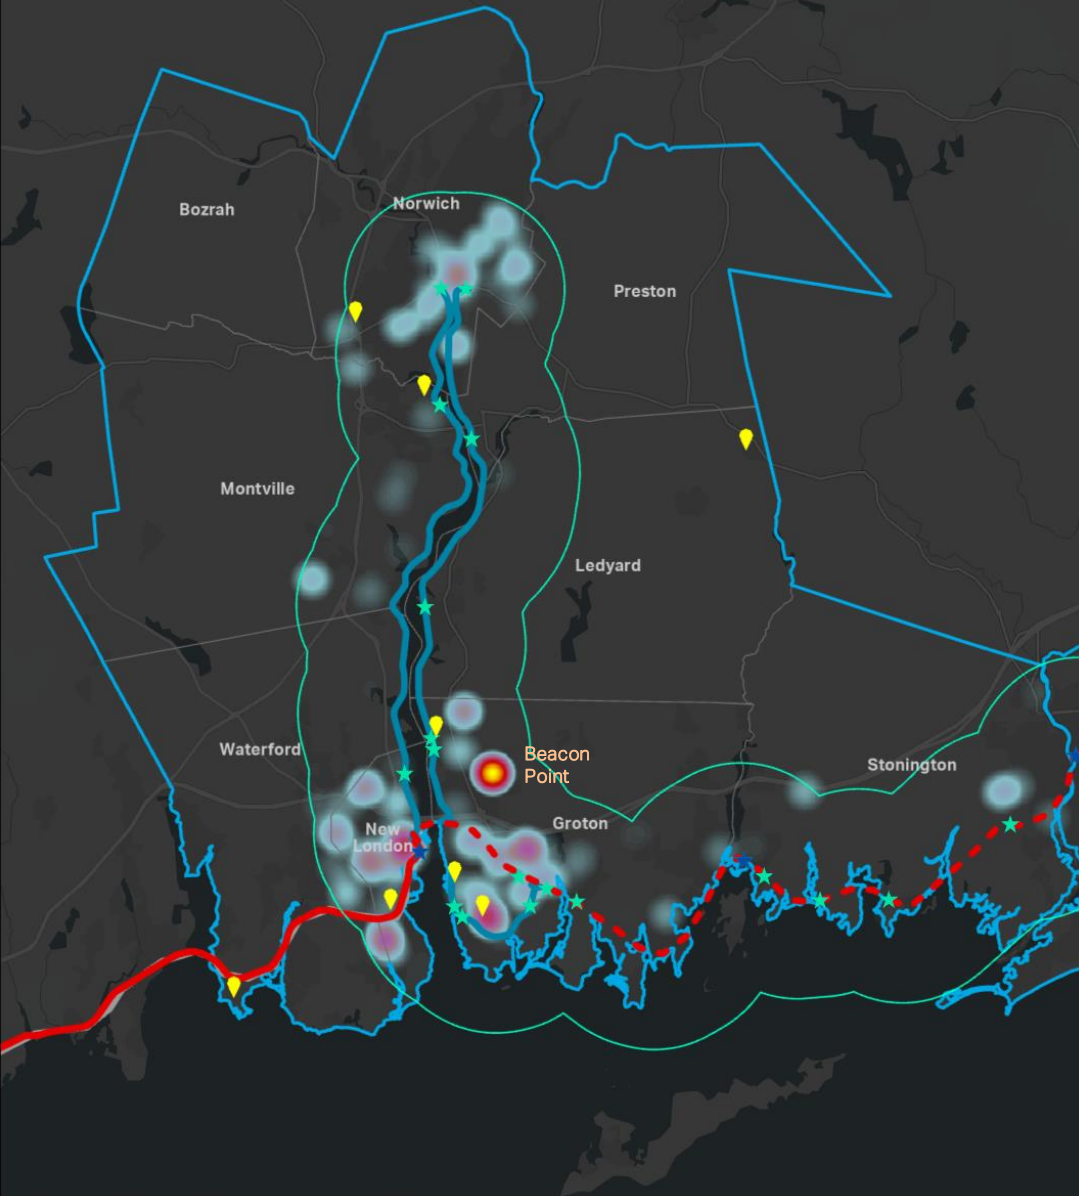 Norwich
Bozrah
Preston
Montville
Ledyard
Waterford
Beacon
Point
Stonington
New
London
Groton